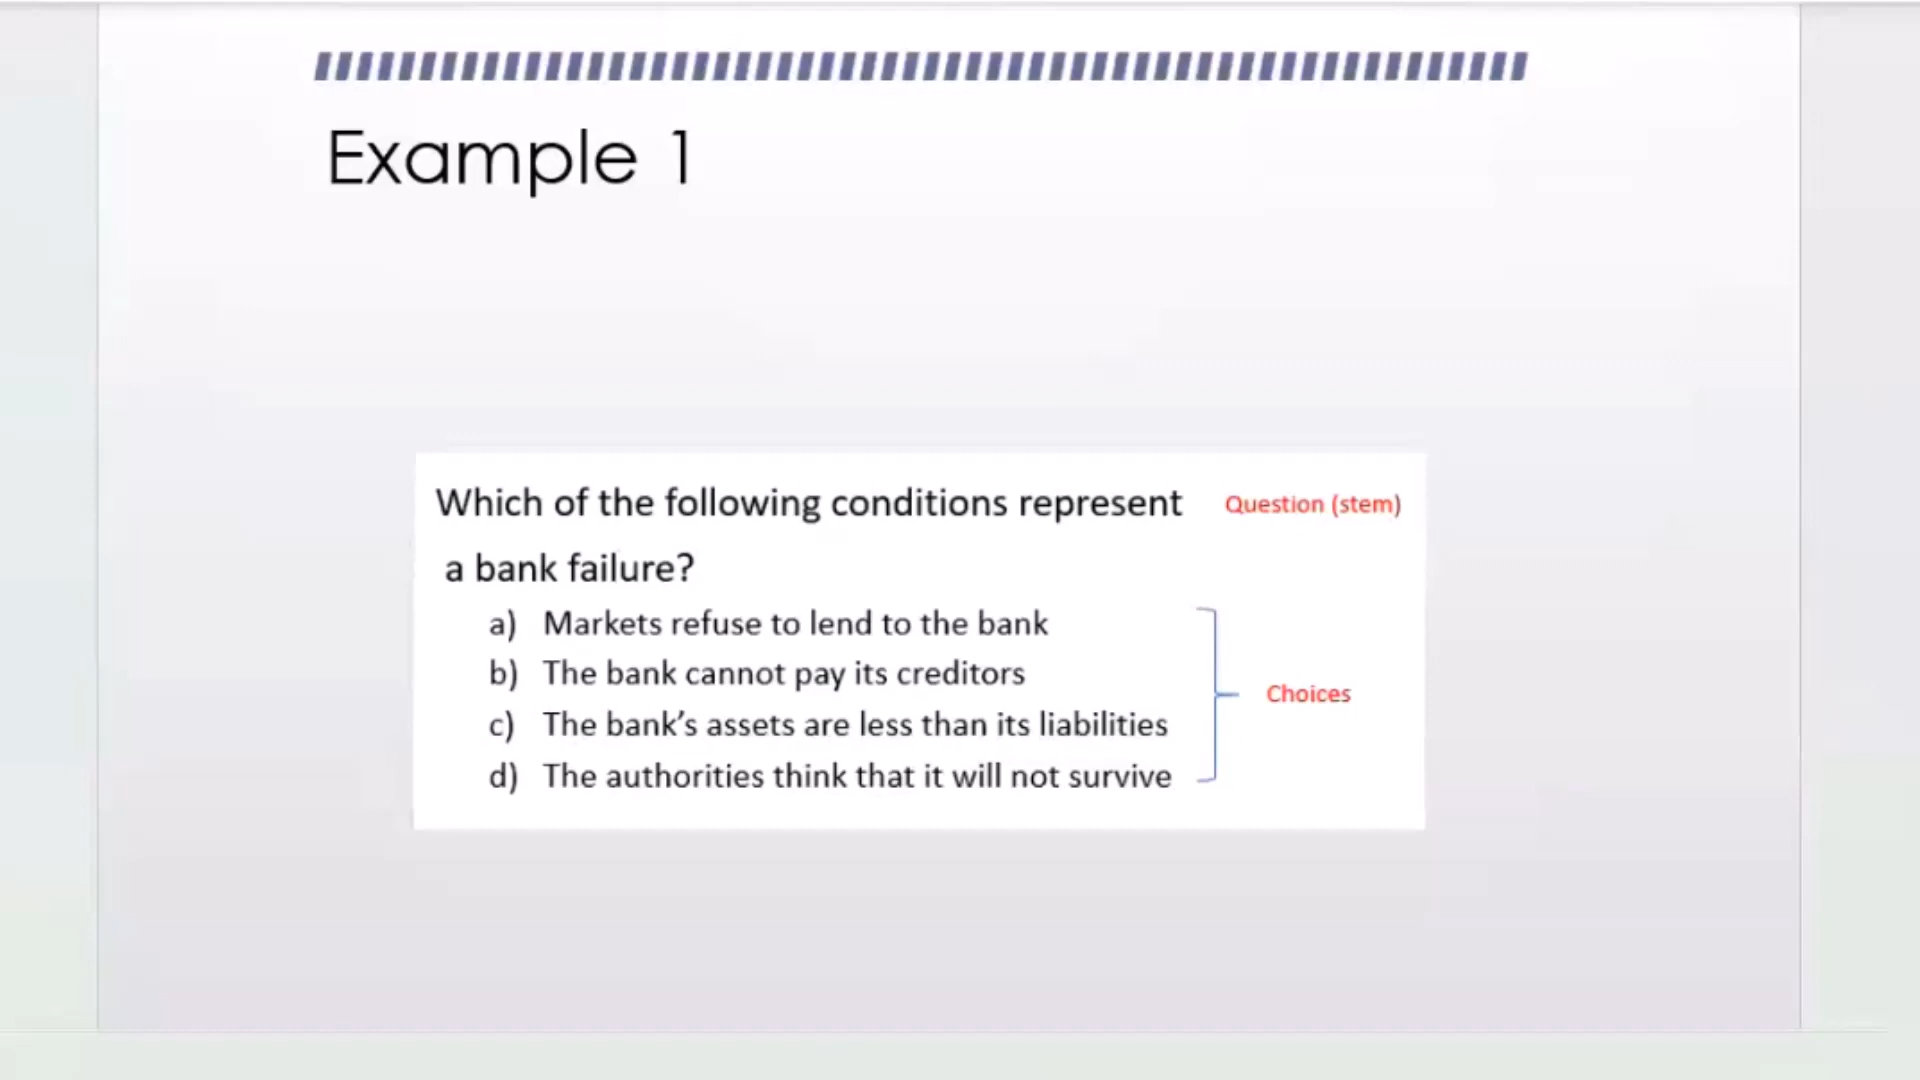 Example 1
Which of the following conditions represent Question (stem)
a bank failure?
a) Markets refuse to lend to the bank
b) The bank cannot pay its creditors
Choices
c) The bank’s assets are less than its liabilities
d) The authorities think that it will not survive